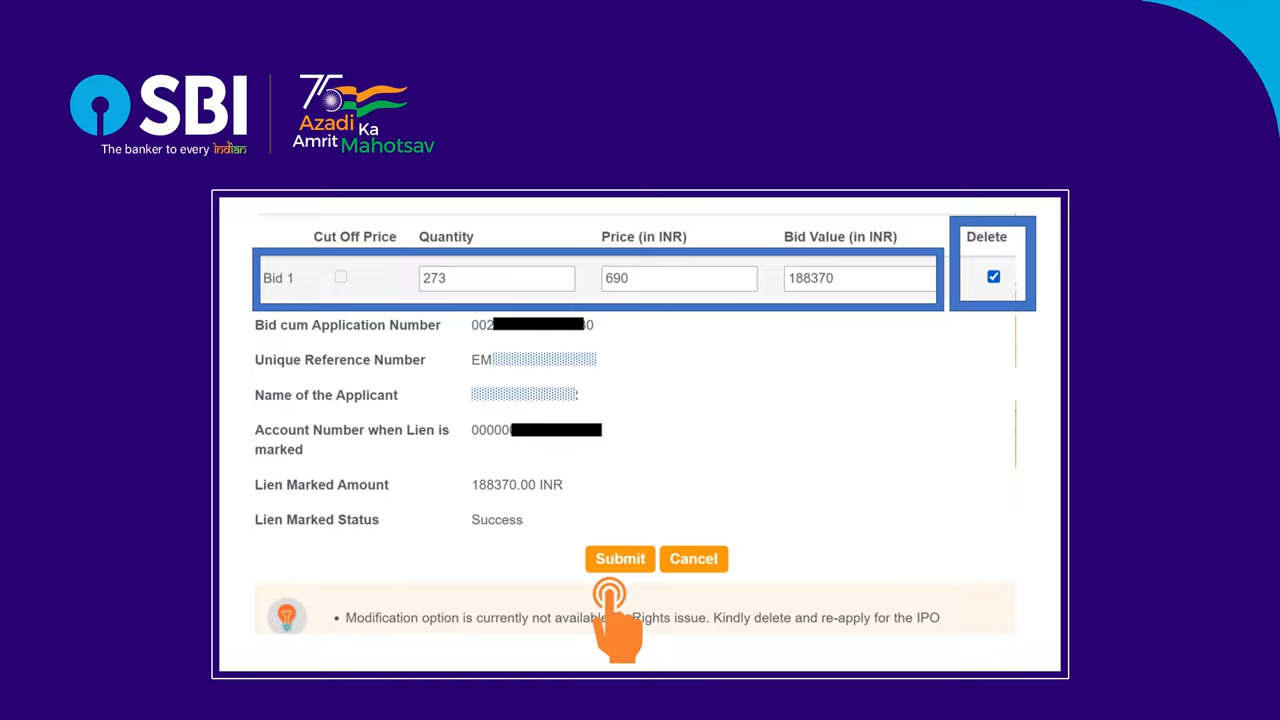 SBI
The banker to every indian
75
Azadi Ka
Amrit Mahotsav
Cut Off Price Quantity Price (in INR) Bid Value (in INR) Delete
Bid 1 273 690 188370
Bid cum Application Number 002 0
Unique Reference Number EM
Name of the Applicant
Account Number when Lien is 00000
marked
Lien Marked Amount 188370.00 INR
Lien Marked Status Success
Submit Cancel
• Modification option is currently not available Rights issue. Kindly delete and re-apply for the IPO